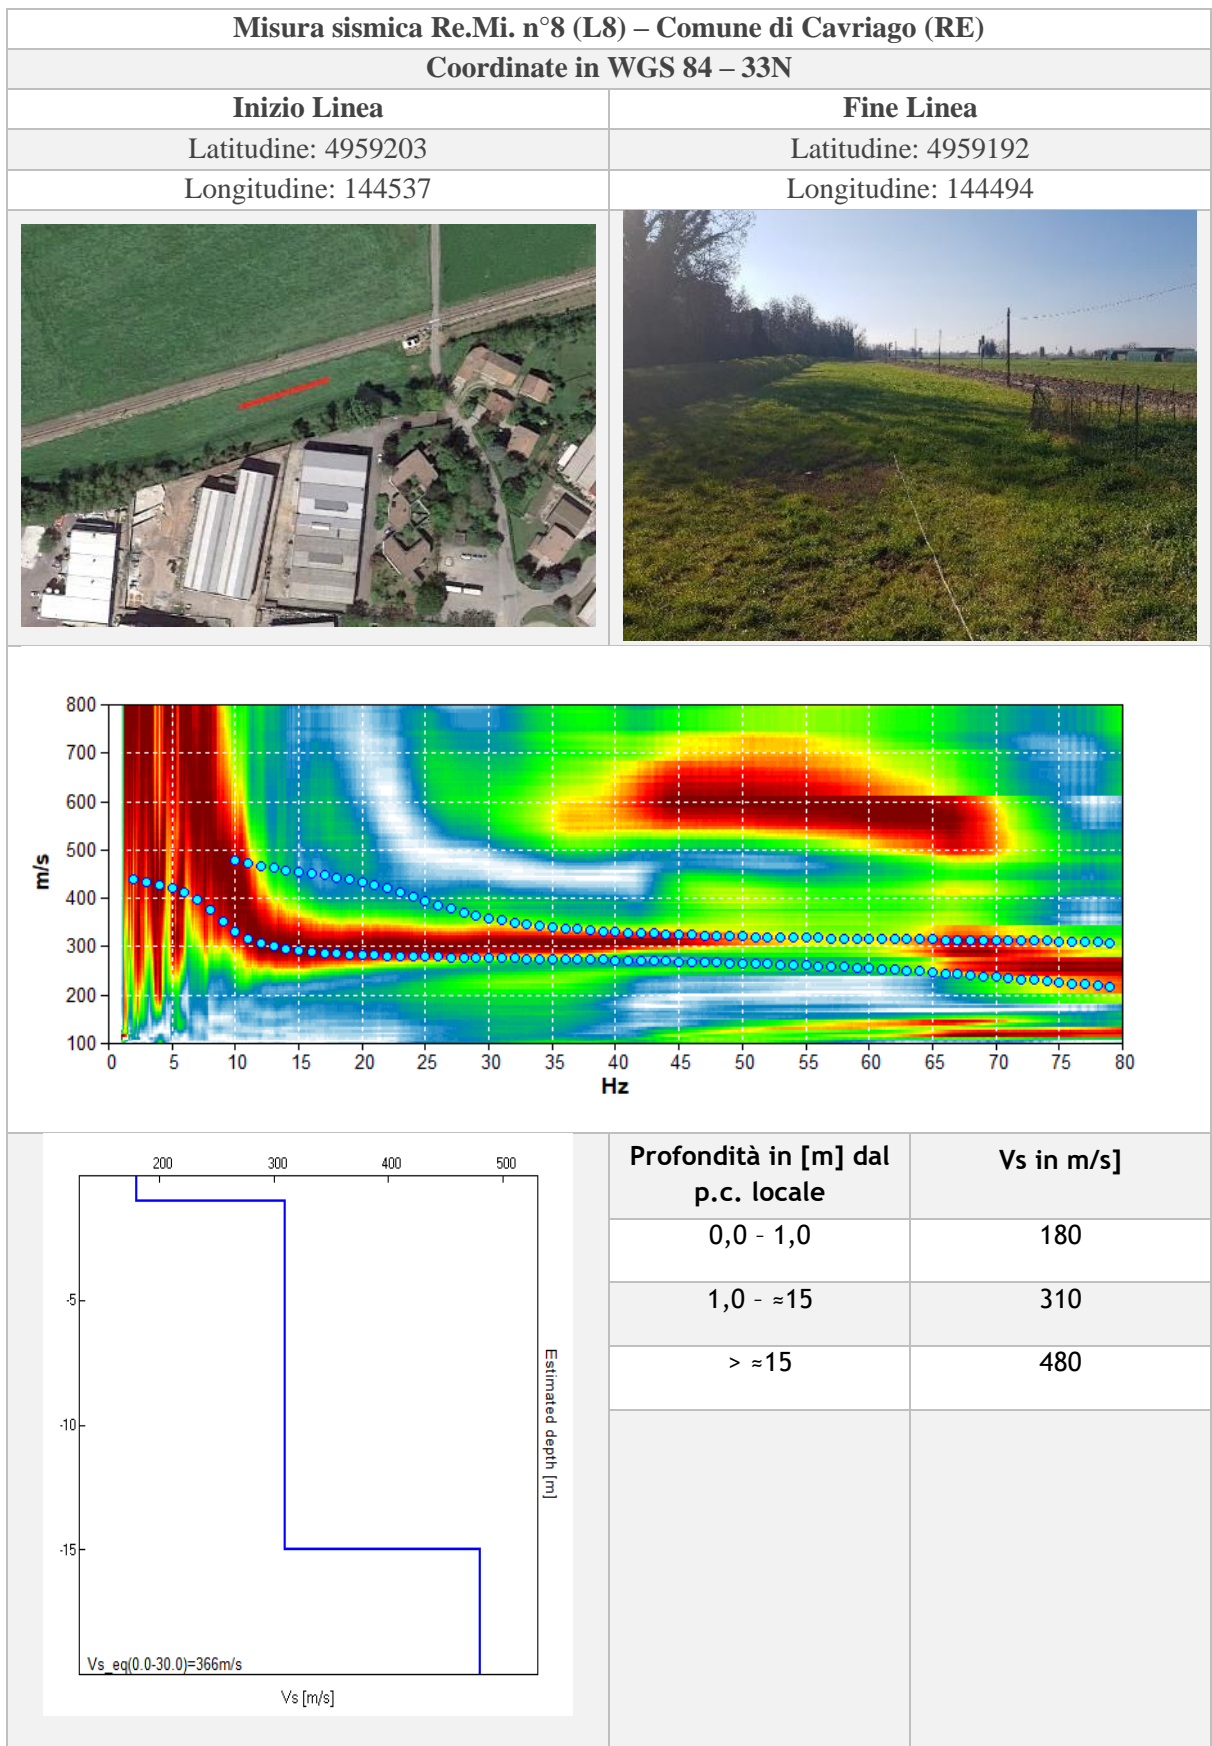 Misura sismica Re.Mi. n°8 (L8) – Comune di Cavriago (RE)
Coordinate in WGS 84 – 33N
Inizio Linea
Fine Linea
Latitudine: 4959203
Latitudine: 4959192
Longitudine: 144537
Longitudine: 144494
800
700
600
500
400
300
200
100
m/s
0 5 10 15 20 25 30 35 40 45 50 55 60 65 70 75 80
Hz
200 300 400 500
-5
-10
-15
Estimated depth [m]
Vs_eq(0.0-30.0)=366m/s
Vs [m/s]
Profondità in [m] dal
p.c. locale
Vs in m/s]
0,0 – 1,0
180
1,0 – ≈15
310
> ≈15
480